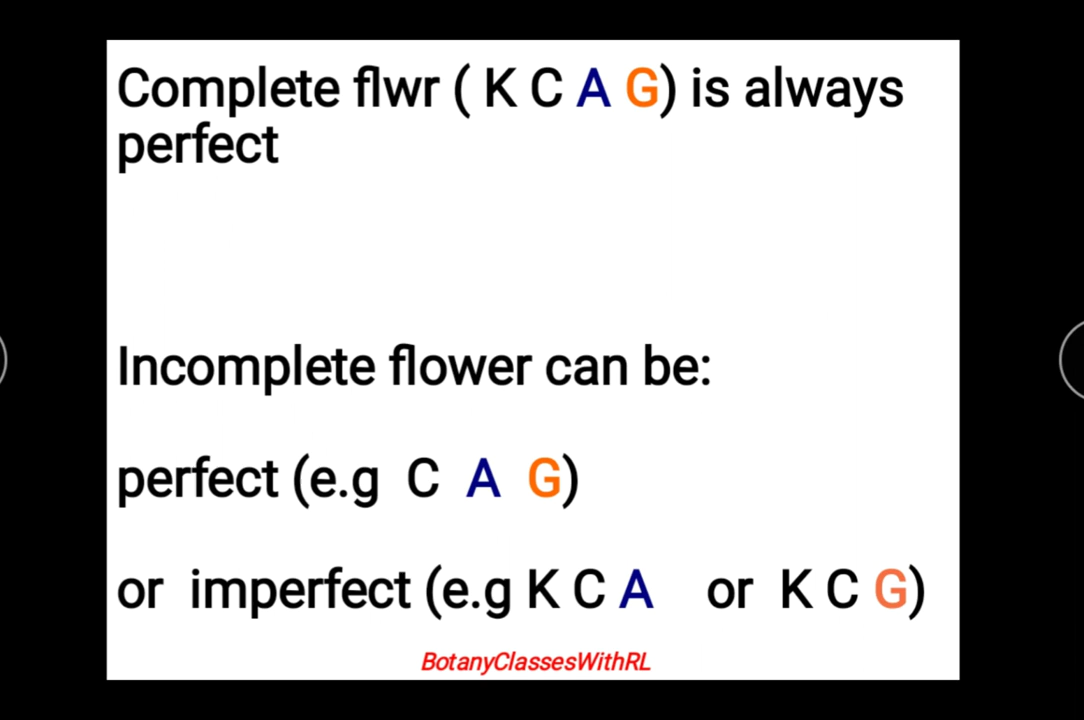 Complete flwr ( K C A G) is always
perfect
Incomplete flower can be:
perfect (e.g C A G)
or imperfect (e.g K C A or K C G)
BotanyClassesWithRL